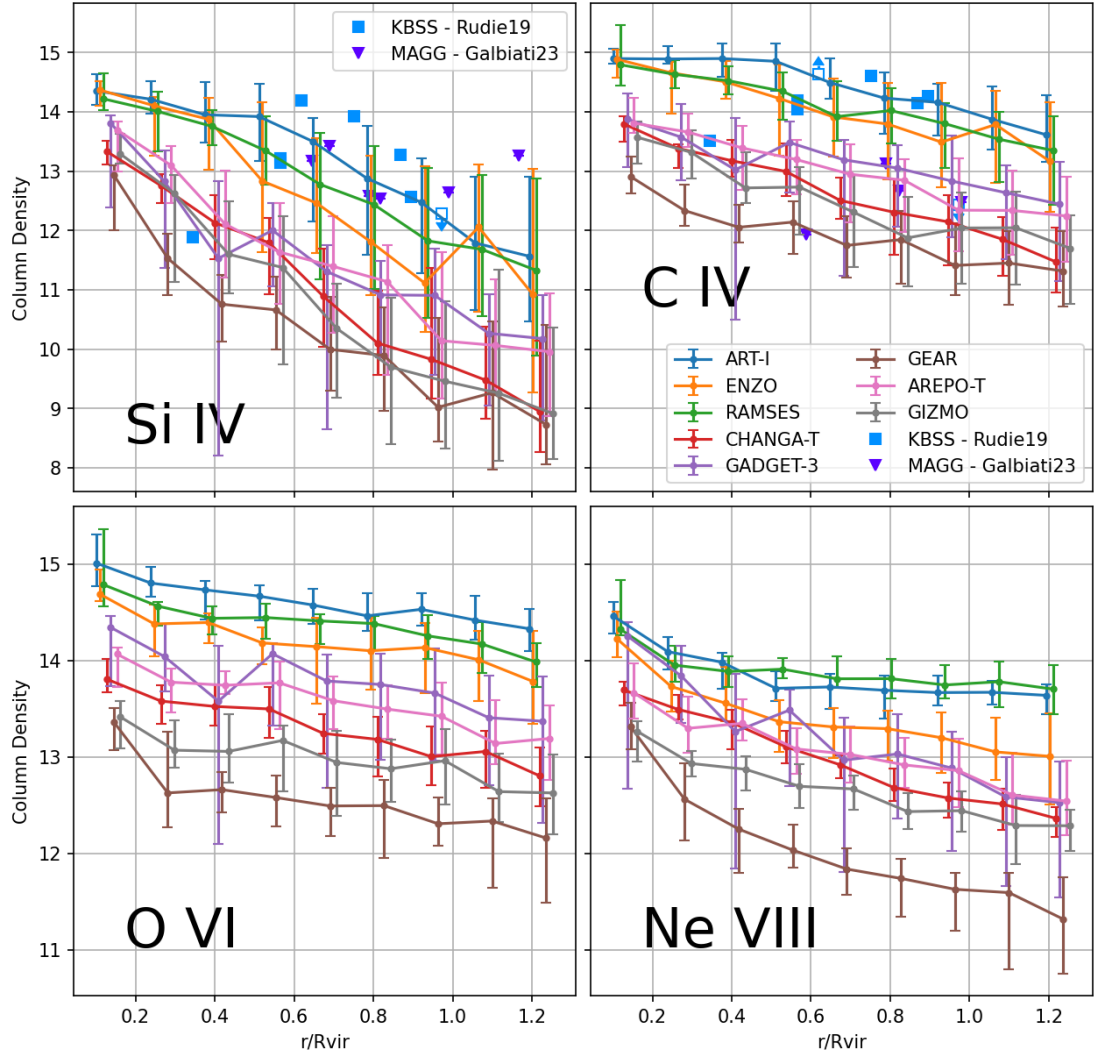 KBSS - Rudie19
MAGG - Galbiati23
15
14
13
12
11
10
9
8
Column Density
Si IV
C IV
ART-I
ENZO
RAMSES
CHANGA-T
GADGET-3
GEAR
AREPO-T
GIZMO
KBSS - Rudie19
MAGG - Galbiati23
15
14
13
12
11
Column Density
O VI
Ne VIII
0.2 0.4 0.6 0.8 1.0 1.2
r/Rvir
0.2 0.4 0.6 0.8 1.0 1.2
r/Rvir